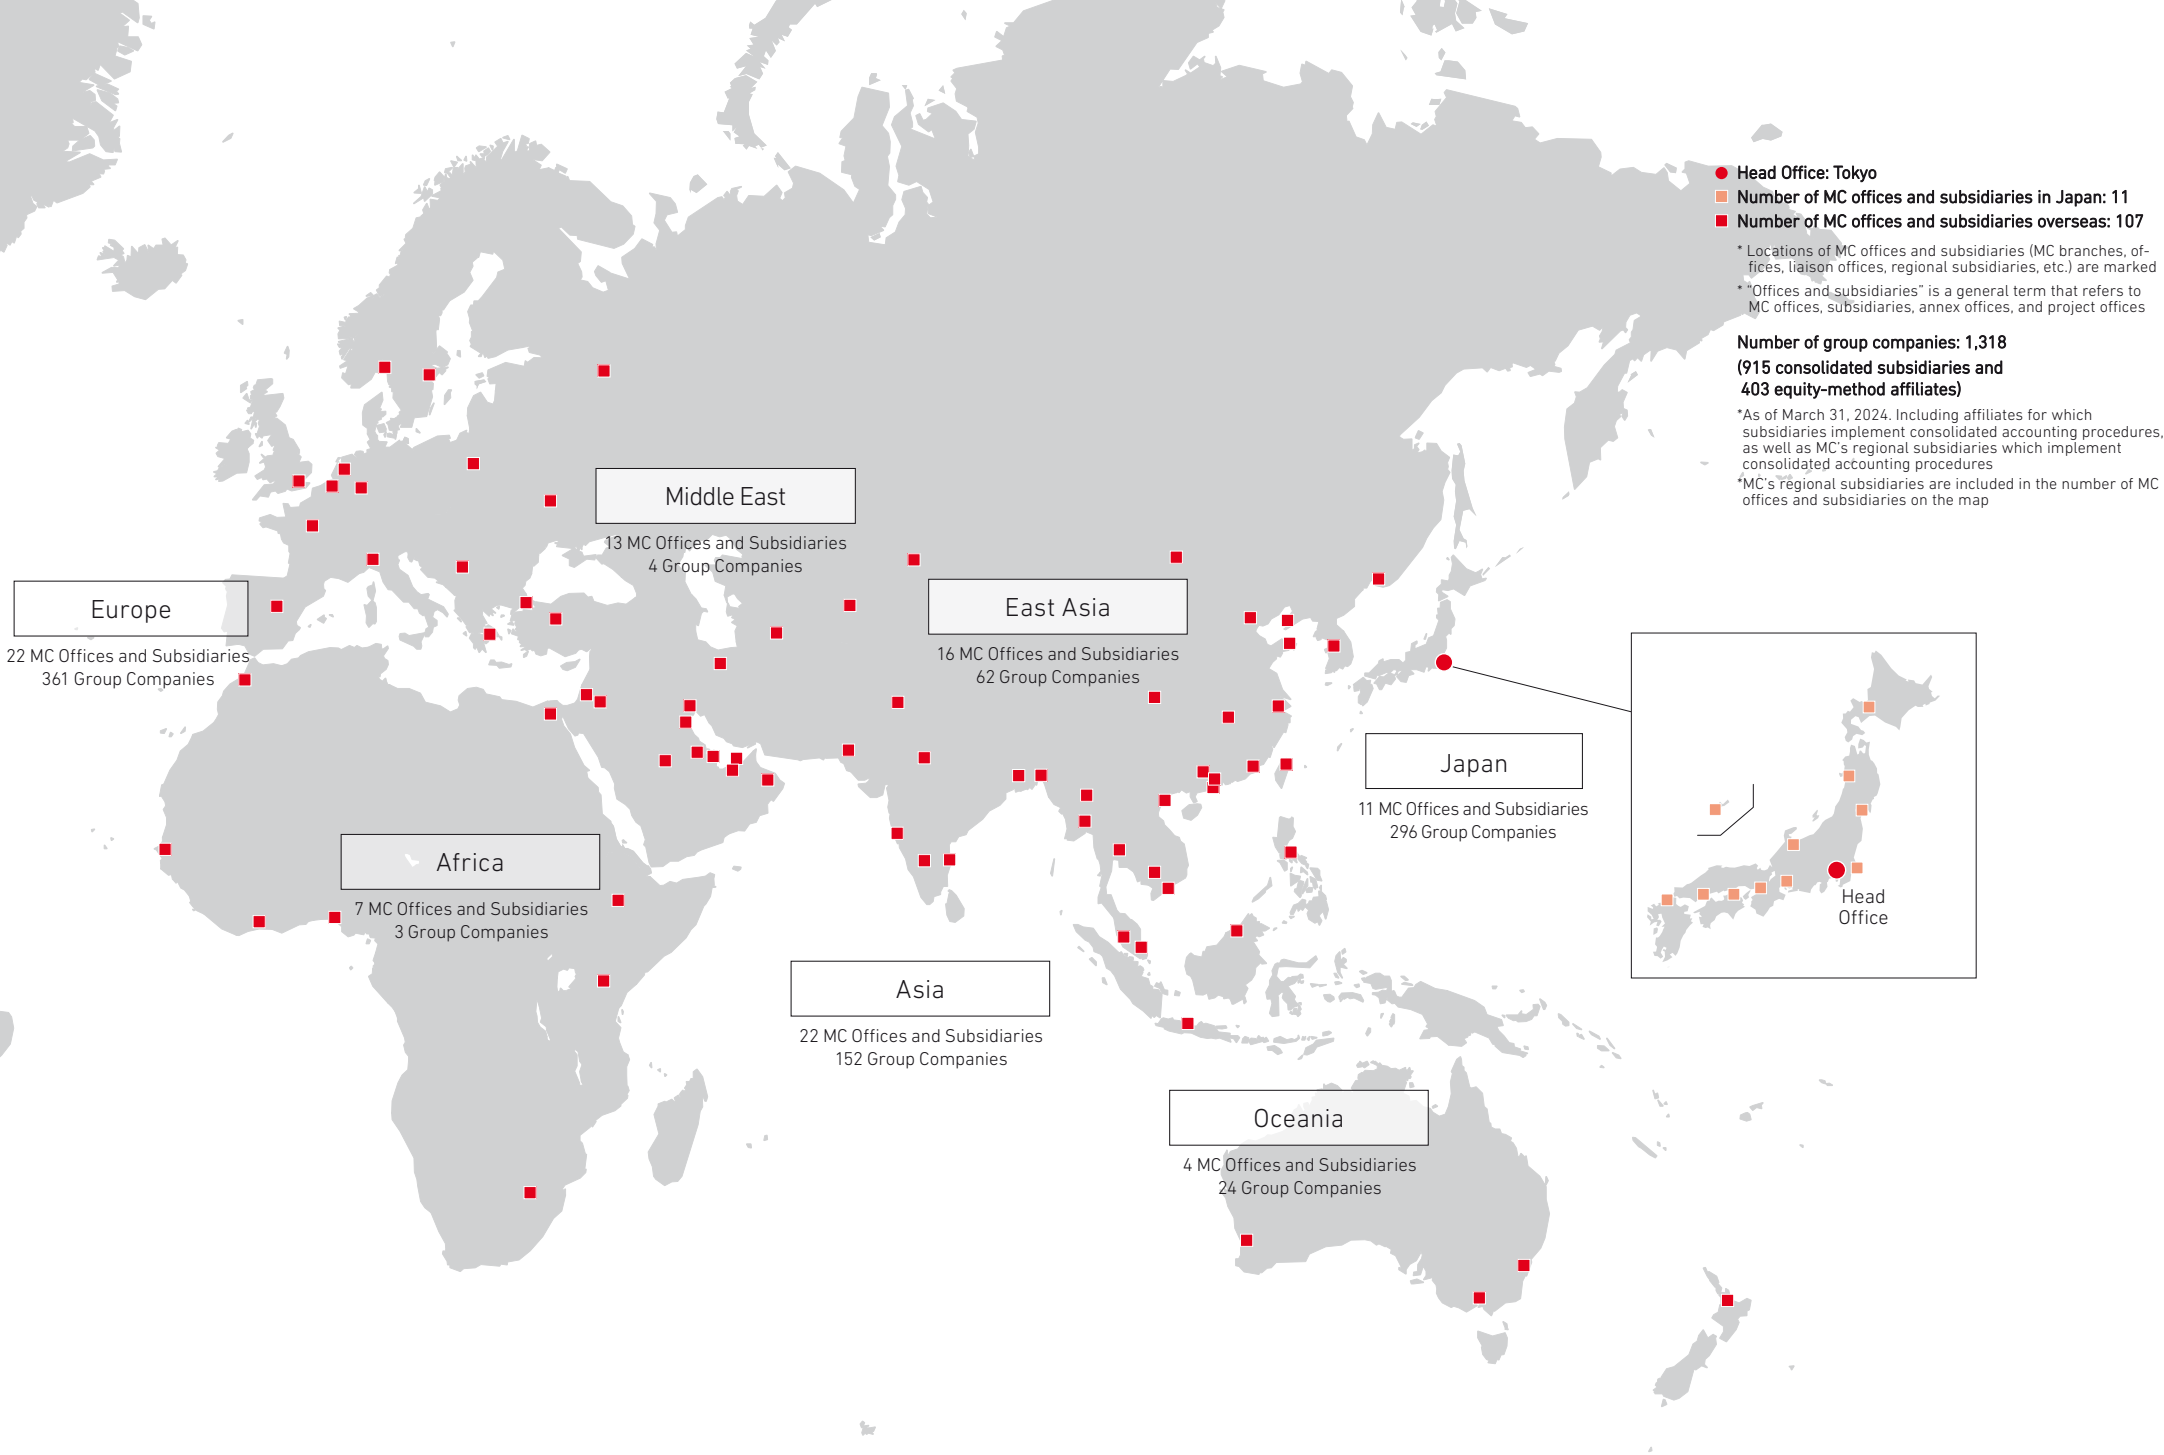 Head Office: Tokyo
Number of MC offices and subsidiaries in Japan: 11
Number of MC offices and subsidiaries overseas: 107
* Locations of MC offices and subsidiaries (MC branches, of-
fices, liaison offices, regional subsidiaries, etc.) are marked
* "Offices and subsidiaries" is a general term that refers to
MC offices, subsidiaries, annex offices, and project offices
Number of group companies: 1,318
(915 consolidated subsidiaries and
403 equity-method affiliates)
*As of March 31, 2024. Including affiliates for which
subsidiaries implement consolidated accounting procedures,
as well as MC's regional subsidiaries which implement
consolidated accounting procedures
*MC's regional subsidiaries are included in the number of MC
offices and subsidiaries on the map
Middle East
13 MC Offices and Subsidiaries
4 Group Companies
Europe
22 MC Offices and Subsidiaries
361 Group Companies
East Asia
16 MC Offices and Subsidiaries
62 Group Companies
Japan
11 MC Offices and Subsidiaries
296 Group Companies
Head
Office
Africa
7 MC Offices and Subsidiaries
3 Group Companies
Asia
22 MC Offices and Subsidiaries
152 Group Companies
Oceania
4 MC Offices and Subsidiaries
24 Group Companies